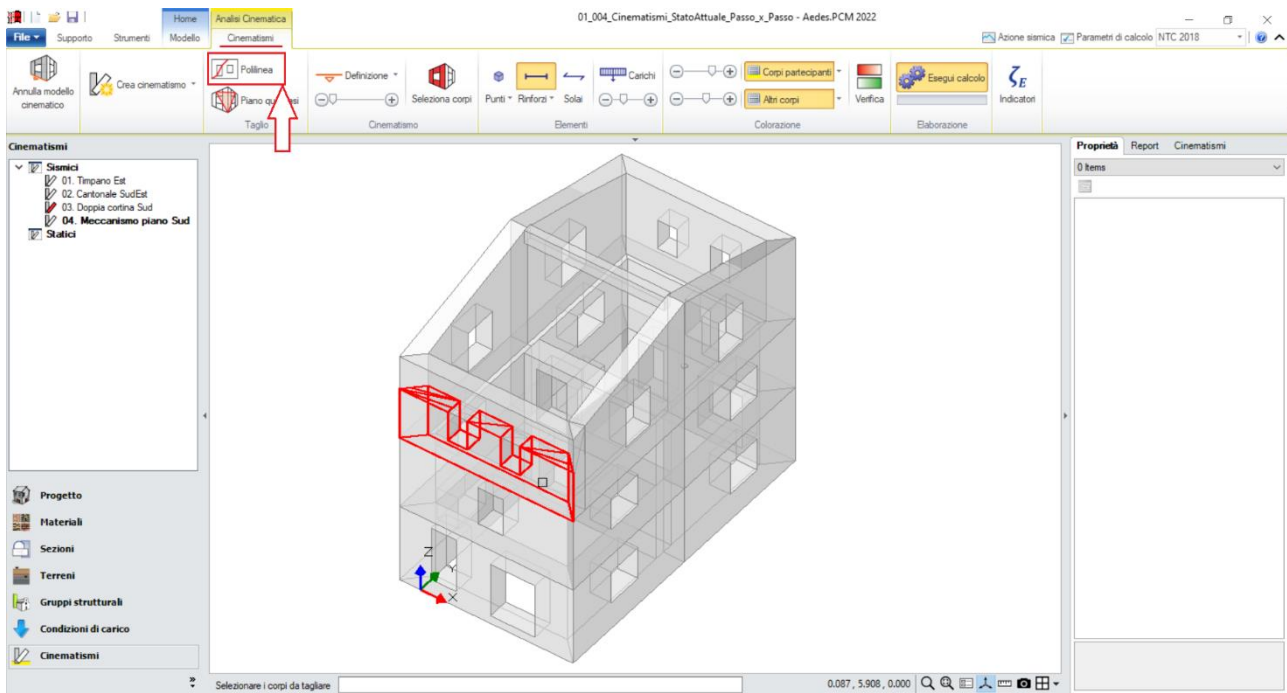 Home
Analisi Cinematica
01_004_Cinematismi_StatoAttuale_Passo_x_Passo - Aedes.PCM 2022
File
Supporto
Strumenti
Modello
Cinematismi
Azione sismica
Parametri di calcolo
NTC 2018
Annulla modello cinematico
Crea cinematismo
Polilinea
Taglio
Definizione
Seleziona corpi
Cinematismo
Punti
Rinforzi
Solai
Carichi
Elementi
Corpi partecipanti
Altri corpi
Verifica
Colorazione
Esegui calcolo
Elaborazione
ζE
Indicatori
Cinematismi
Sismici
01. Timpano Est
02. Cantonale SudEst
03. Doppia cortina Sud
04. Meccanismo piano Sud
Statici
Proprietà
Report
Cinematismi
0 Items
Z
Y
X
Progetto
Materiali
Sezioni
Terreni
Gruppi strutturali
Condizioni di carico
Cinematismi
Selezionare i corpi da tagliare
0.087 , 5.908 , 0.000